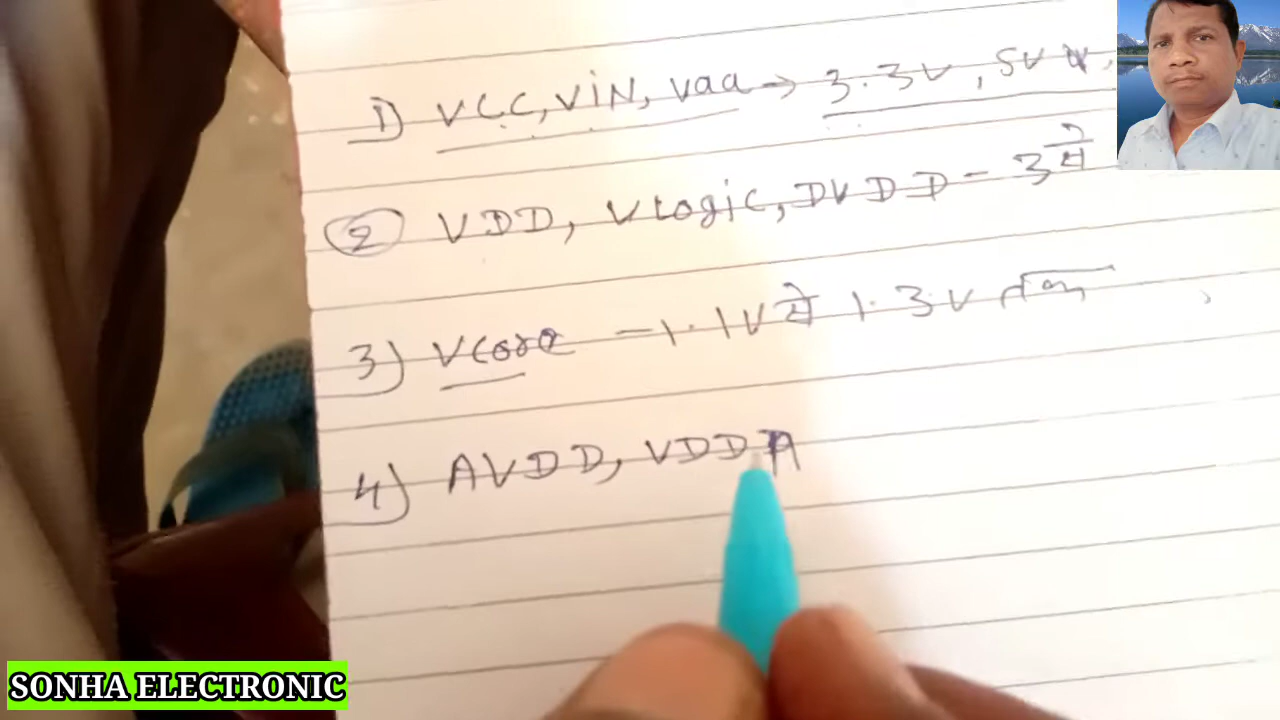 1) VCC, VIN, Vaa → 3.3V, 5V
2) VDD, VLogic, DVDD - 3
3) Vcore - 1.1V से 1.3V तक
4) AVDD, VDDA
SONHA ELECTRONIC